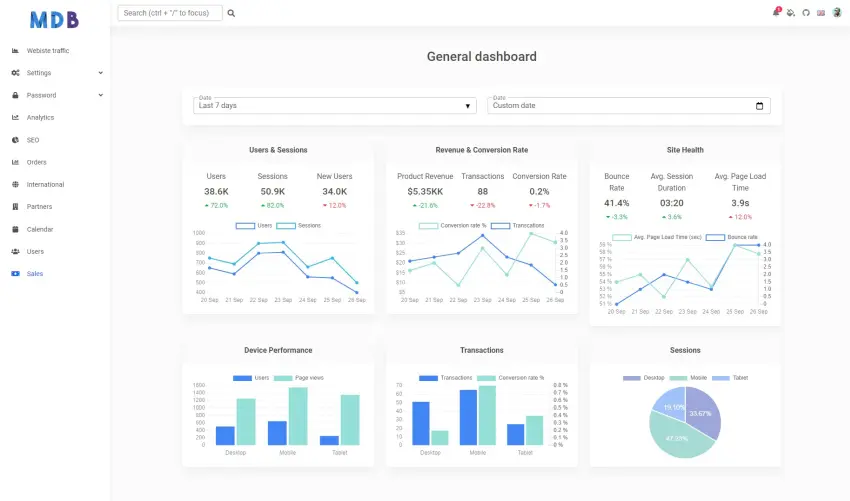 MDB
Search (ctrl + "/" to focus)
1
Webiste traffic
Settings
Password
Analytics
SEO
Orders
International
Partners
Calendar
Users
Sales
General dashboard
Date
Last 7 days
Date
Custom date
Users & Sessions
Users Sessions New Users
38.6K 50.9K 34.0K
72.0% 82.0% 12.0%
Users Sessions
1000
900
800
700
600
500
400
20 Sep 21 Sep 22 Sep 23 Sep 24 Sep 25 Sep 26 Sep
Revenue & Conversion Rate
Product Revenue Transactions Conversion Rate
$5.35KK 88 0.2%
-21.6% -22.8% -1.7%
Conversion rate % Transcations
$35 4.0
$30 3.5
$25 3.0
$20 2.5
$15 2.0
$10 1.5
$5 1.0
0.5
0
20 Sep 21 Sep 22 Sep 23 Sep 24 Sep 25 Sep 26 Sep
Site Health
Bounce Rate
Avg. Session Duration
Avg. Page Load Time
41.4% 03:20 3.9s
-3.3% 3.6% 12.0%
Avg. Page Load Time (sec) Bounce rate
59 % 4.0
58 % 3.5
57 % 3.0
56 % 2.5
55 % 2.0
54 % 1.5
53 % 1.0
52 % 0.5
51 % 0
20 Sep 21 Sep 22 Sep 23 Sep 24 Sep 25 Sep
Device Performance
Users Page views
1600
1400
1200
1000
800
600
400
200
0
Desktop Mobile Tablet
Transactions
Transactions Conversion rate %
70 0.8 %
60 0.7 %
50 0.6 %
40 0.5 %
30 0.4 %
20 0.3 %
10 0.2 %
0 0.1 %
0 %
Desktop Mobile Tablet
Sessions
Desktop Mobile Tablet
19.10%
33.67%